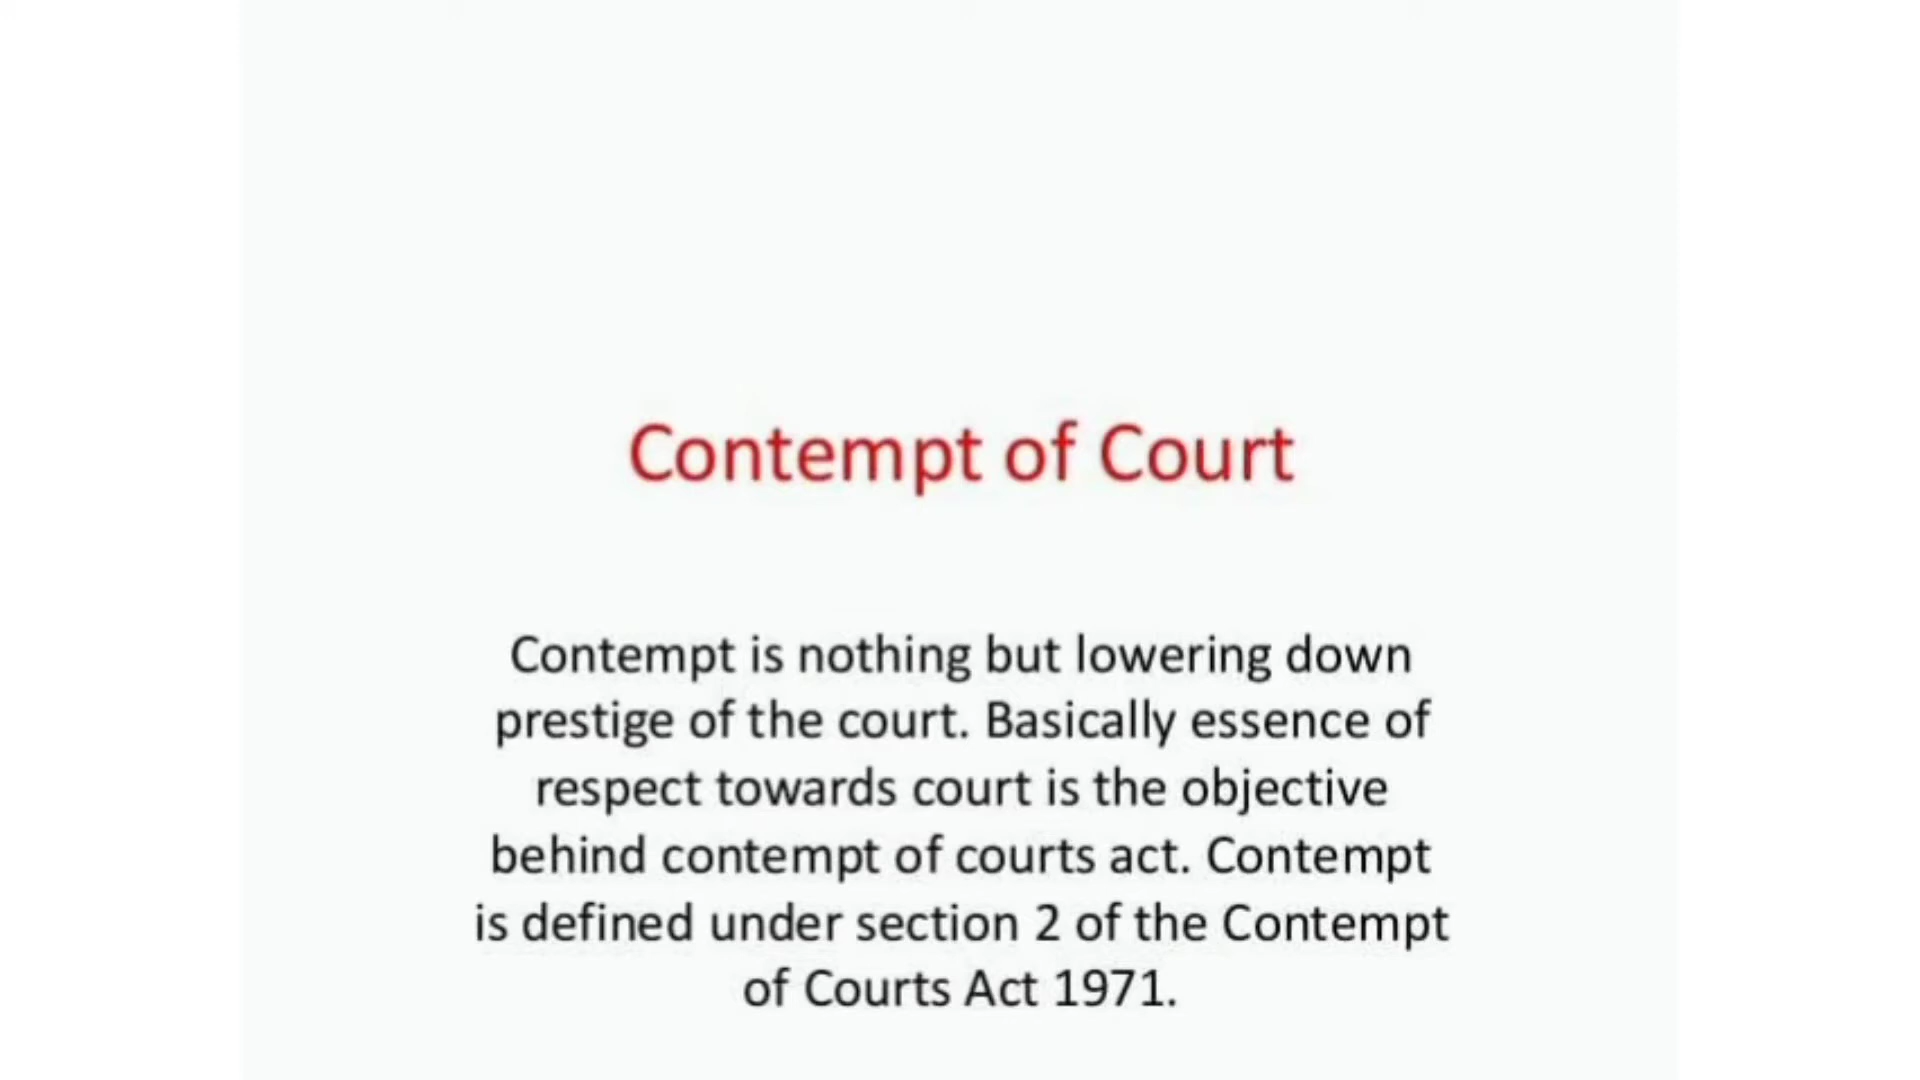 Contempt of Court
Contempt is nothing but lowering down
prestige of the court. Basically essence of
respect towards court is the objective
behind contempt of courts act. Contempt
is defined under section 2 of the Contempt
of Courts Act 1971.